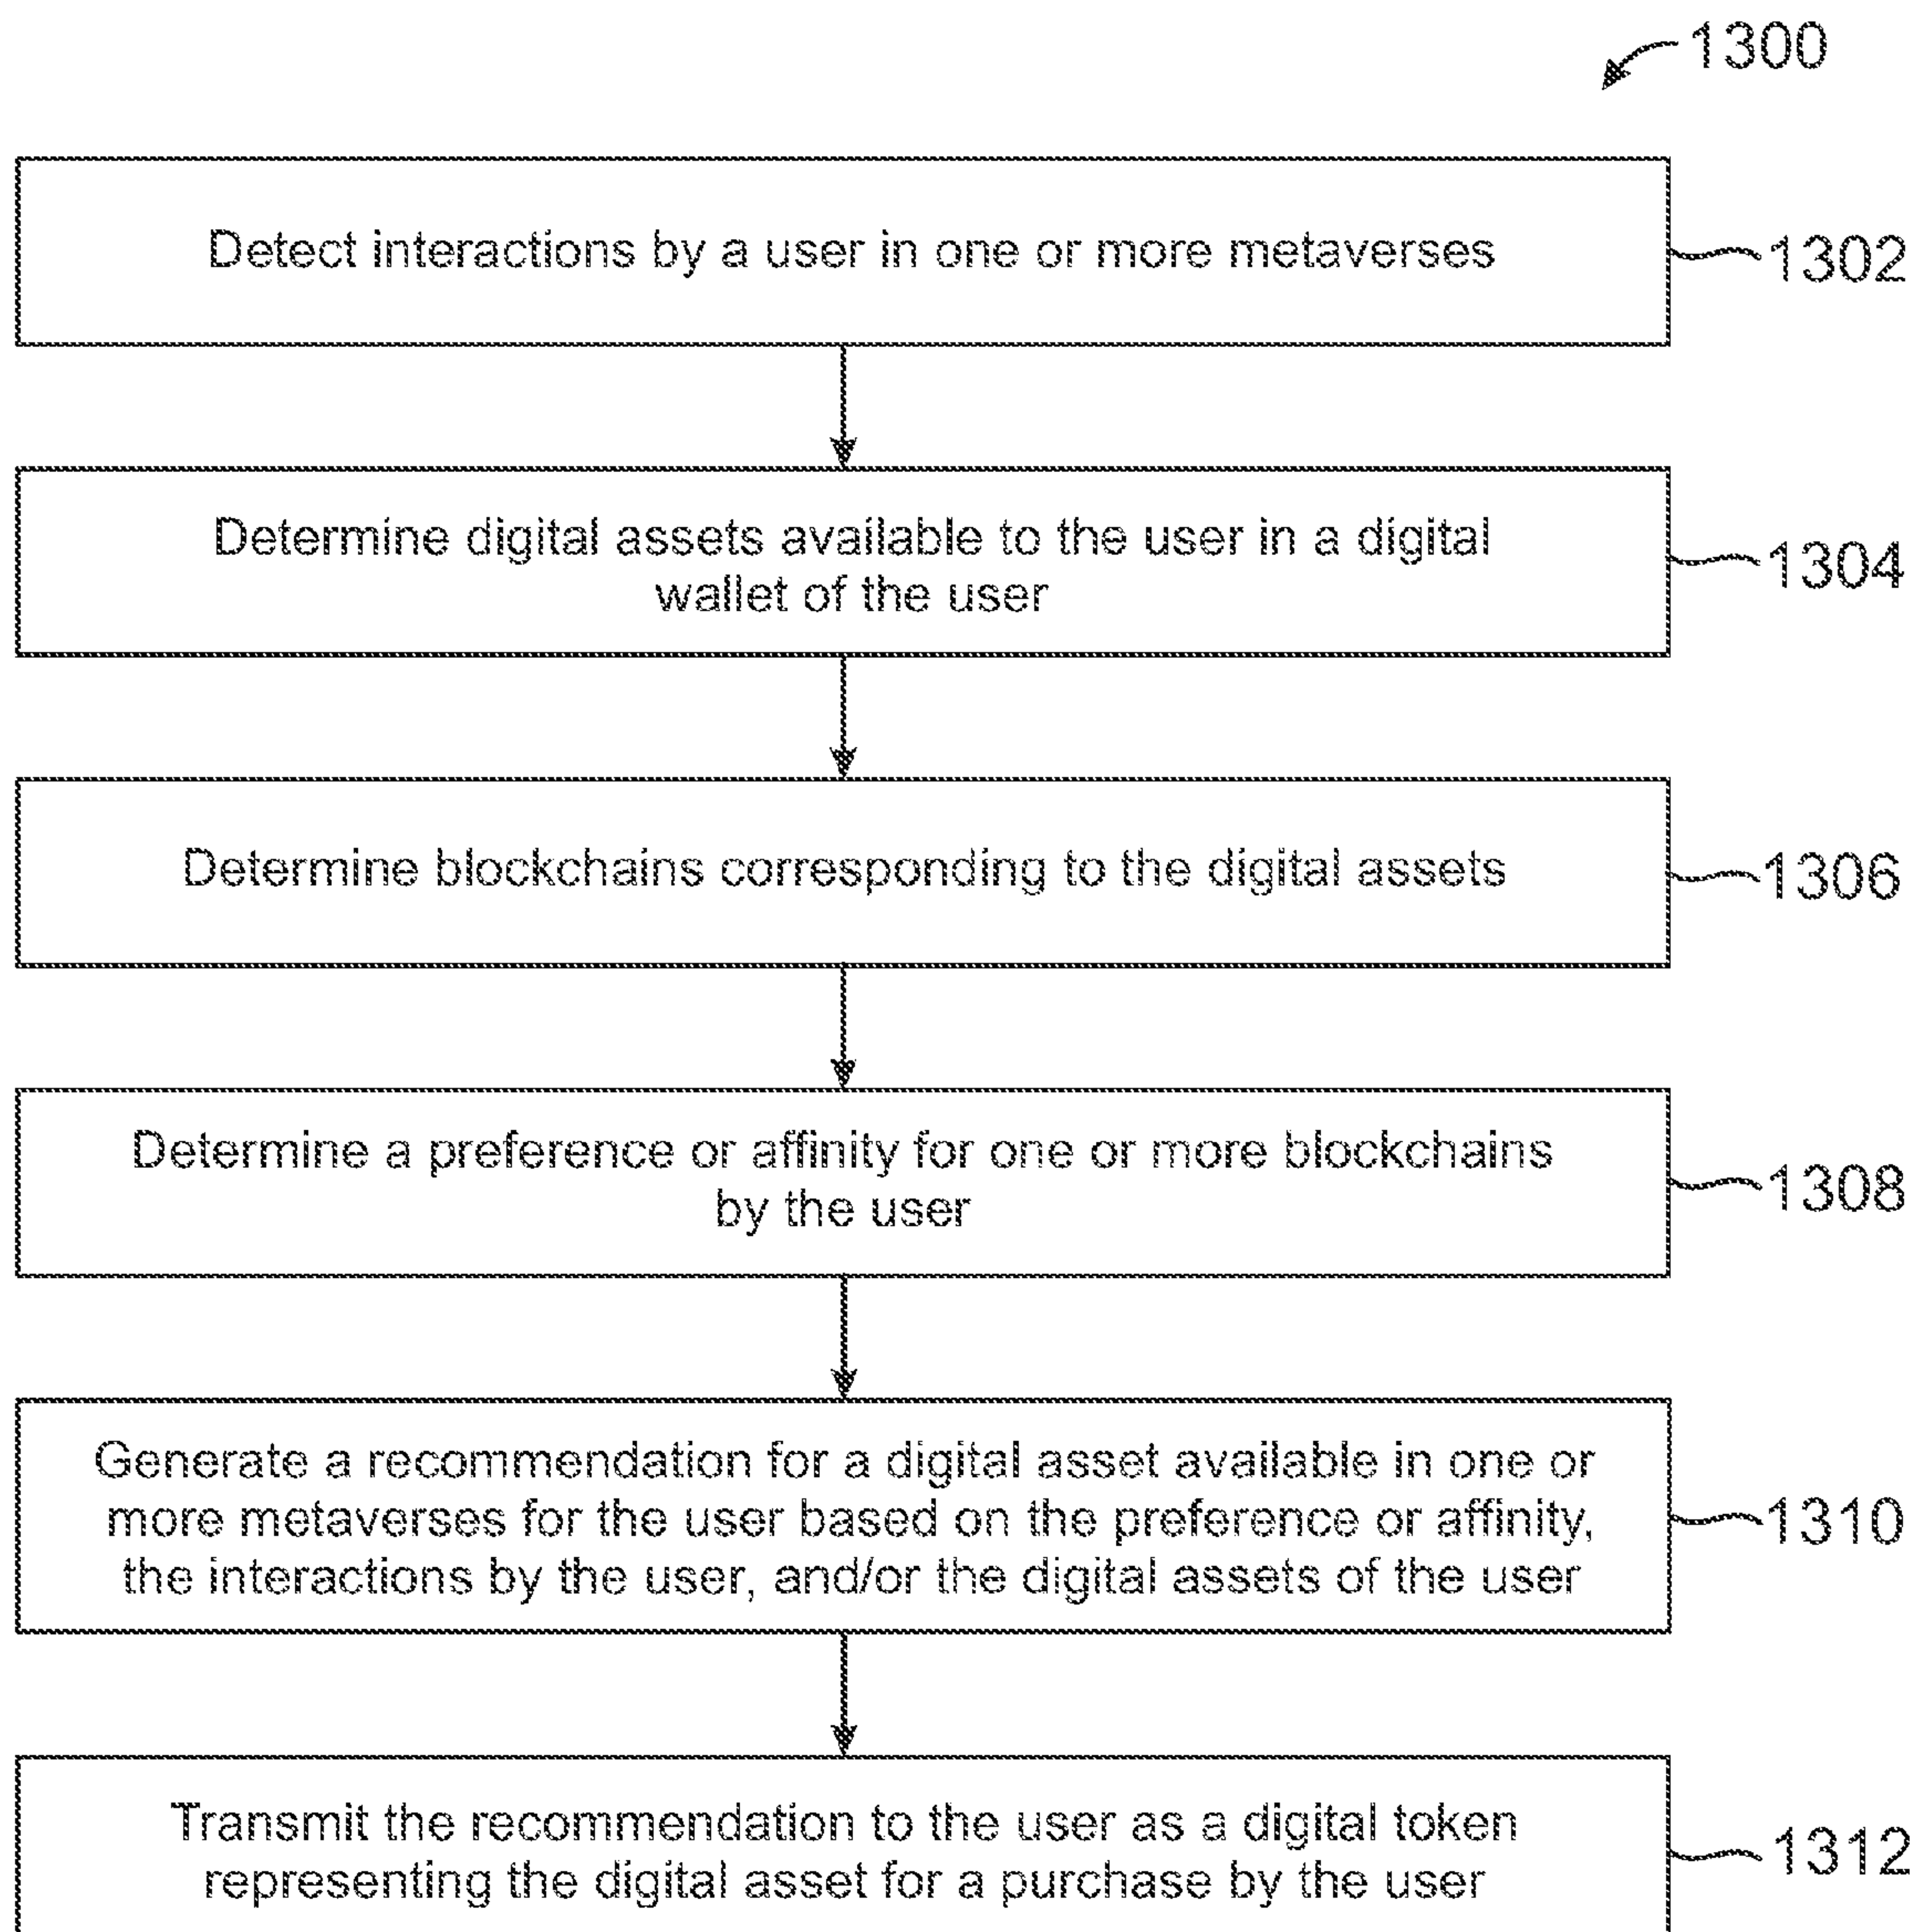 1300
Detect interactions by a user in one or more metaverses
1302
Determine digital assets available to the user in a digital
wallet of the user
1304
Determine blockchains corresponding to the digital assets
1306
Determine a preference or affinity for one or more blockchains
by the user
1308
Generate a recommendation for a digital asset available in one or
more metaverses for the user based on the preference or affinity,
the interactions by the user, and/or the digital assets of the user
1310
Transmit the recommendation to the user as a digital token
representing the digital asset for a purchase by the user
1312